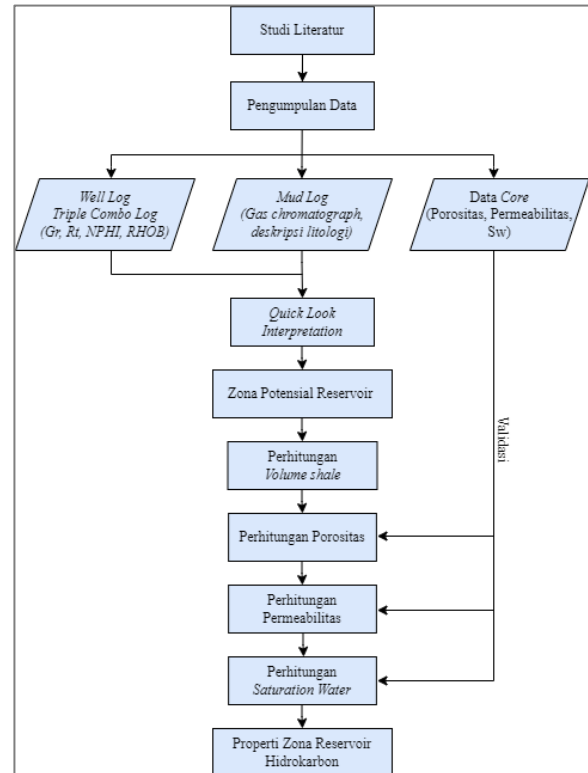 Studi Literatur
Pengumpulan Data
Well Log
Triple Combo Log
(Gr, Rt, NPHI, RHOB)
Mud Log
(Gas chromatograph,
deskripsi litologi)
Data Core
(Porositas, Permeabilitas,
Sw)
Quick Look
Interpretation
Zona Potensial Reservoir
Validasi
Perhitungan
Volume shale
Perhitungan Porositas
Perhitungan
Permeabilitas
Perhitungan
Saturation Water
Properti Zona Reservoir
Hidrokarbon